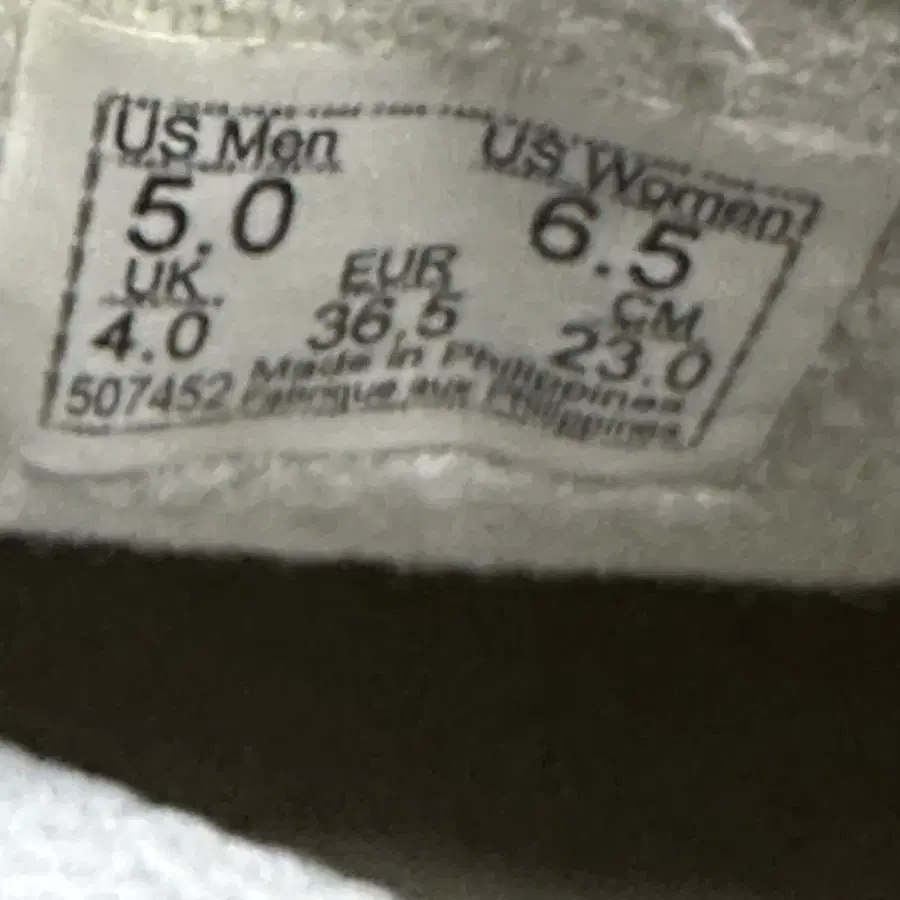 US Men US Women
5.0 6.5
UK EUR CM
4.0 36.5 23.0
507452 Made in Philippines
Fabrique aux Philippines